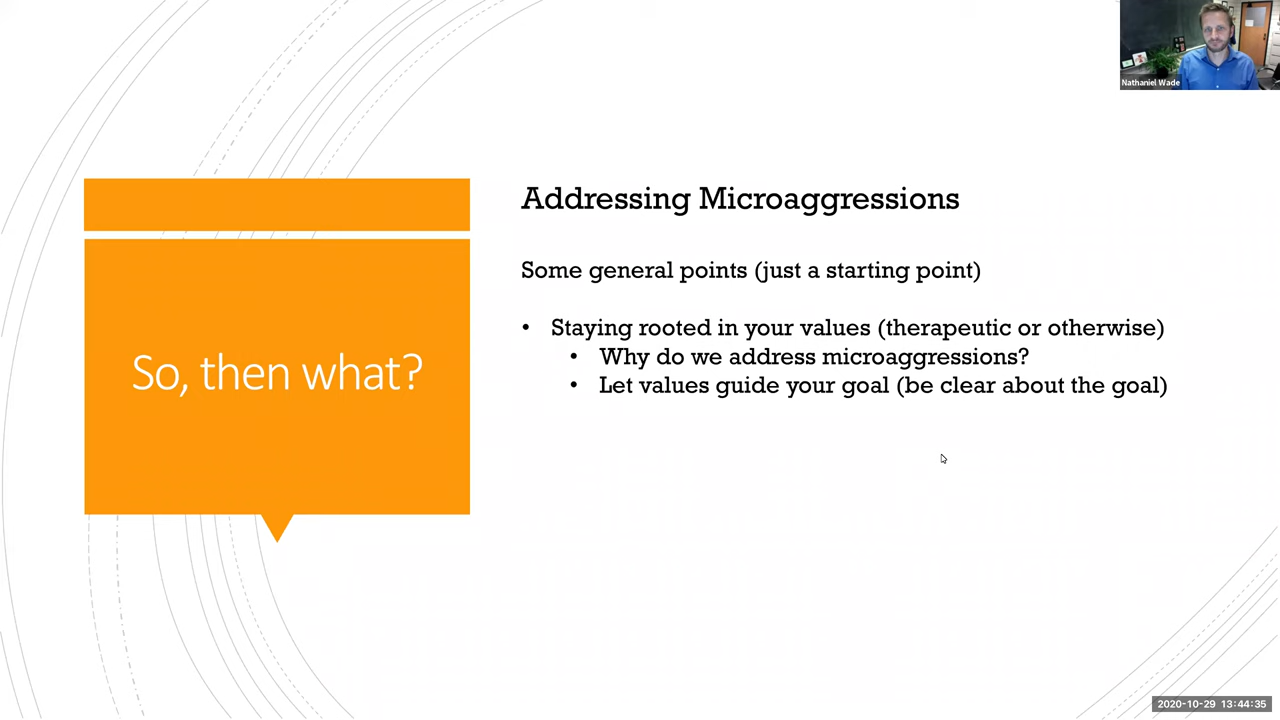 Nathaniel Wade
So, then what?
Addressing Microaggressions
Some general points (just a starting point)
• Staying rooted in your values (therapeutic or otherwise)
• Why do we address microaggressions?
• Let values guide your goal (be clear about the goal)
2020-10-29 13:44:35